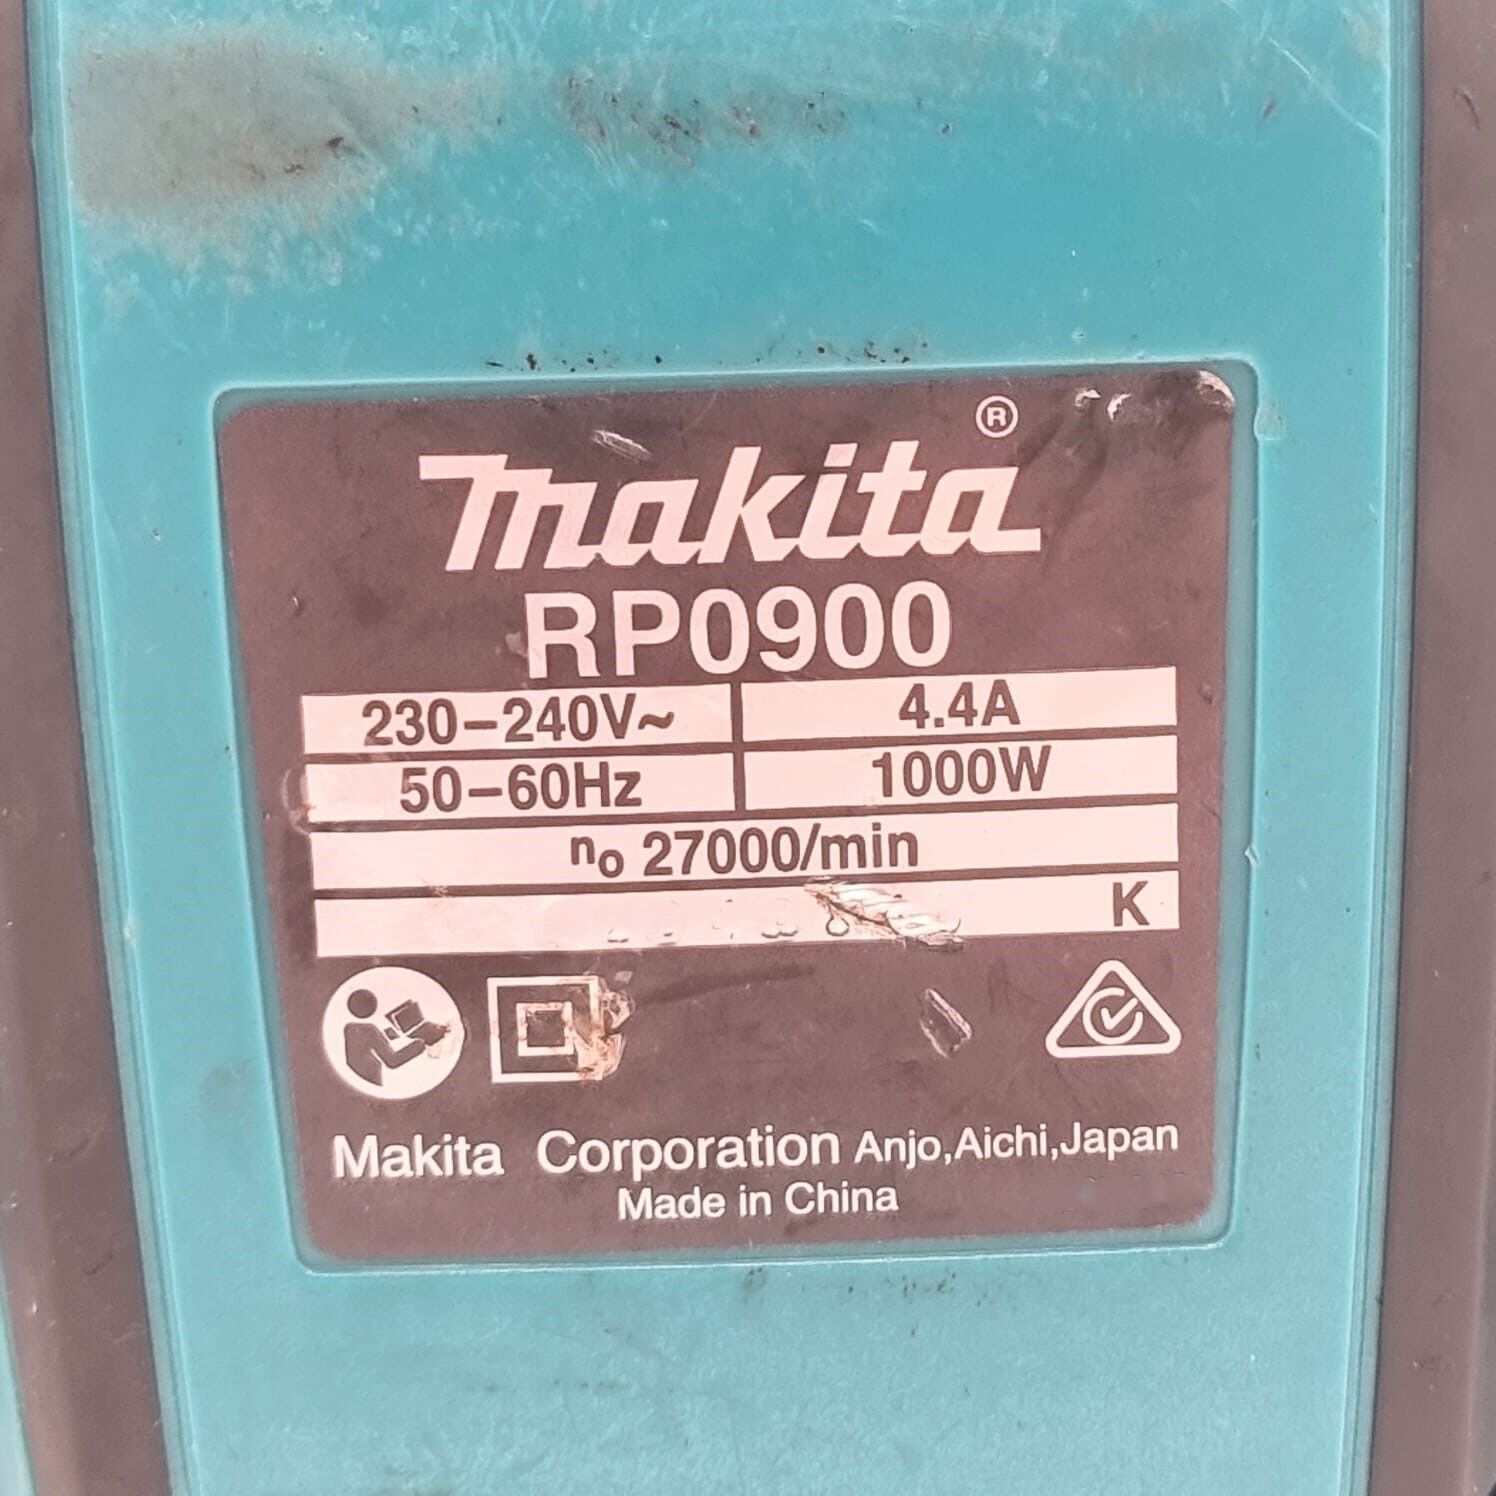 makita®
RP0900
230–240V~ 4.4A
50–60Hz 1000W
no 27000/min
K
Makita Corporation Anjo,Aichi,Japan
Made in China